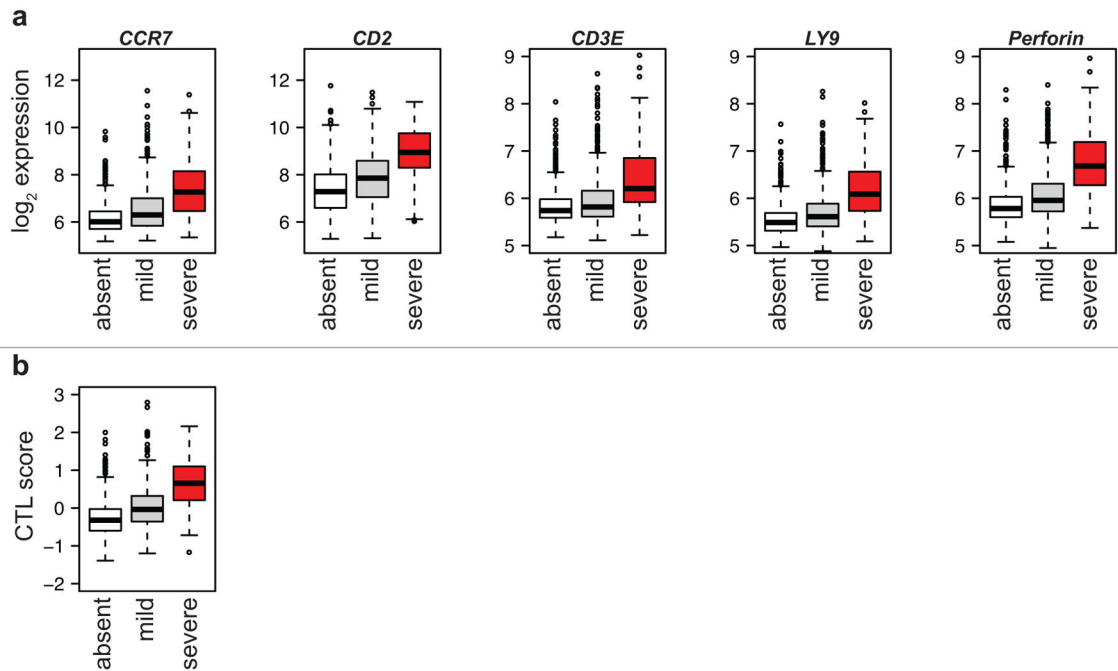 a
CCR7 CD2 CD3E LY9 Perforin
log2 expression
12
10
8
6
absent mild severe
12
10
8
6
absent mild severe
9
8
7
6
5
absent mild severe
9
8
7
6
5
absent mild severe
9
8
7
6
5
absent mild severe
b
CTL score
3
2
1
0
−1
−2
absent mild severe